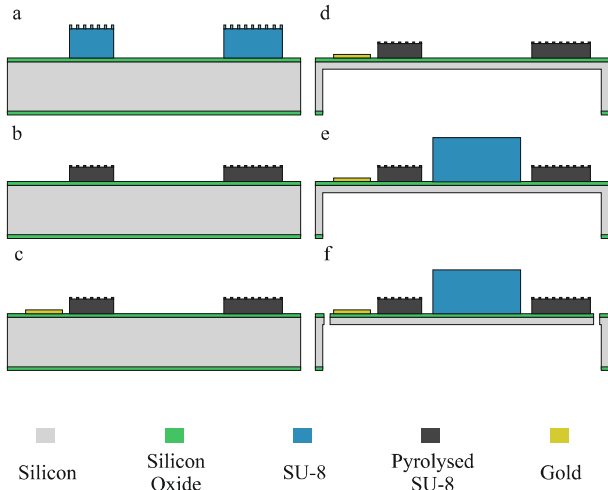 a
d
b
e
c
f
Silicon
Silicon
Oxide
SU-8
Pyrolysed
SU-8
Gold